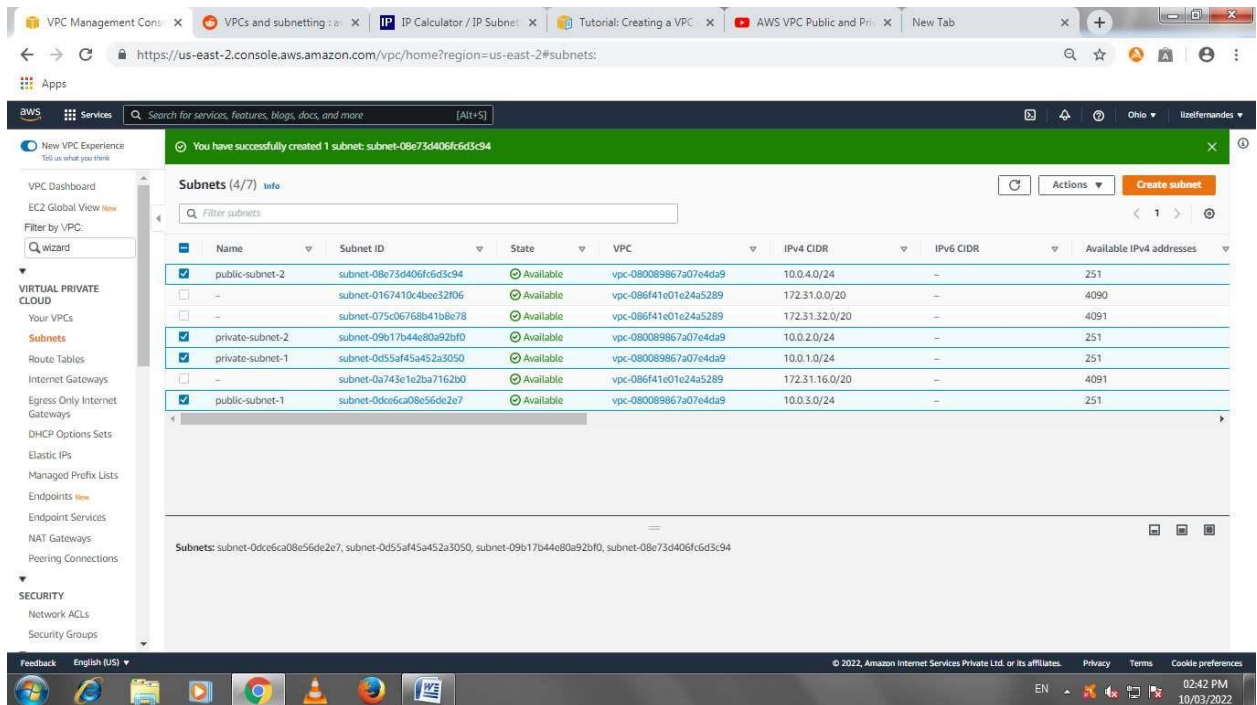 VPC Management Cons
VPCs and subnetting : a
IP IP Calculator / IP Subnet
Tutorial: Creating a VPC
AWS VPC Public and Pri
New Tab
https://us-east-2.console.aws.amazon.com/vpc/home?region=us-east-2#subnets:
Apps
aws Services Search for services, features, blogs, docs, and more [Alt+S] Ohio lizelfernandes
New VPC Experience
Tell us what you think
VPC Dashboard
EC2 Global View New
Filter by VPC:
wizard
VIRTUAL PRIVATE
CLOUD
Your VPCs
Subnets
Route Tables
Internet Gateways
Egress Only Internet
Gateways
DHCP Options Sets
Elastic IPs
Managed Prefix Lists
Endpoints New
Endpoint Services
NAT Gateways
Peering Connections
SECURITY
Network ACLs
Security Groups
You have successfully created 1 subnet: subnet-08e73d406fc6d3c94
Subnets (4/7) Info Actions Create subnet
Filter subnets 1
Name Subnet ID State VPC IPv4 CIDR IPv6 CIDR Available IPv4 addresses
public-subnet-2 subnet-08e73d406fc6d3c94 Available vpc-080089867a07e4da9 10.0.4.0/24 – 251
– subnet-0167410c4bee32f06 Available vpc-086f41e01e24a5289 172.31.0.0/20 – 4090
– subnet-075c06768b41b8e78 Available vpc-086f41e01e24a5289 172.31.32.0/20 – 4091
private-subnet-2 subnet-09b17b44e80a92bf0 Available vpc-080089867a07e4da9 10.0.2.0/24 – 251
private-subnet-1 subnet-0d55af45a452a3050 Available vpc-080089867a07e4da9 10.0.1.0/24 – 251
– subnet-0a743e1e2ba7162b0 Available vpc-086f41e01e24a5289 172.31.16.0/20 – 4091
public-subnet-1 subnet-0dce6ca08e56de2e7 Available vpc-080089867a07e4da9 10.0.3.0/24 – 251
Subnets: subnet-0dce6ca08e56de2e7, subnet-0d55af45a452a3050, subnet-09b17b44e80a92bf0, subnet-08e73d406fc6d3c94
Feedback English (US) © 2022, Amazon Internet Services Private Ltd. or its affiliates. Privacy Terms Cookie preferences
EN 02:42 PM
10/03/2022